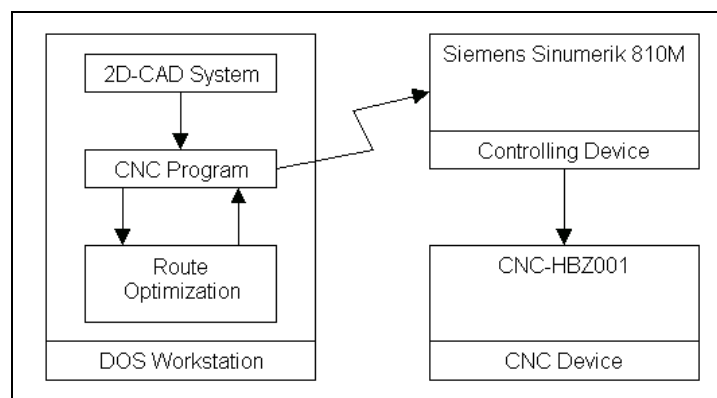 2D-CAD System
CNC Program
Route
Optimization
DOS Workstation
Siemens Sinumerik 810M
Controlling Device
CNC-HBZ001
CNC Device